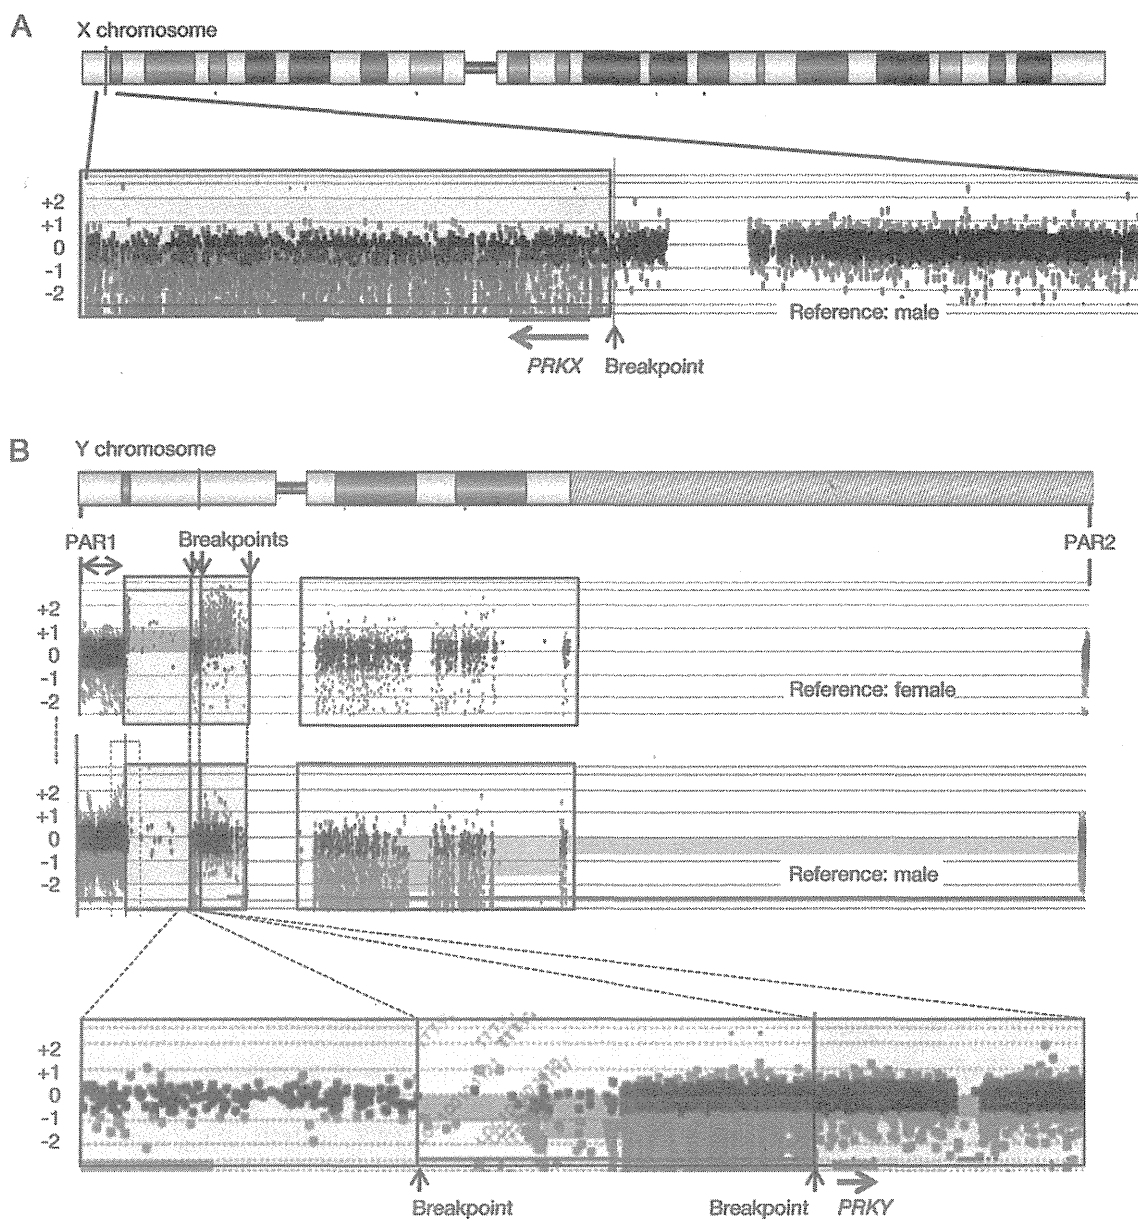 A
X chromosome
+2
+1
0
-1
-2
Reference: male
PRKX
Breakpoint
B
Y chromosome
PAR1
Breakpoints
PAR2
+2
+1
0
-1
-2
Reference: female
+2
+1
0
-1
-2
Reference: male
+2
+1
0
-1
-2
Breakpoint
Breakpoint
PRKY